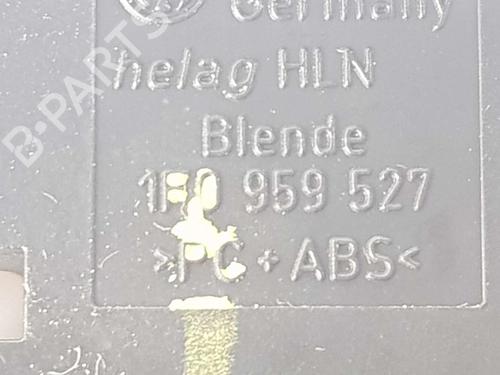 Germany
helag HLN
Blende
1F0 959 527
>PC + ABS<
B-PARTS